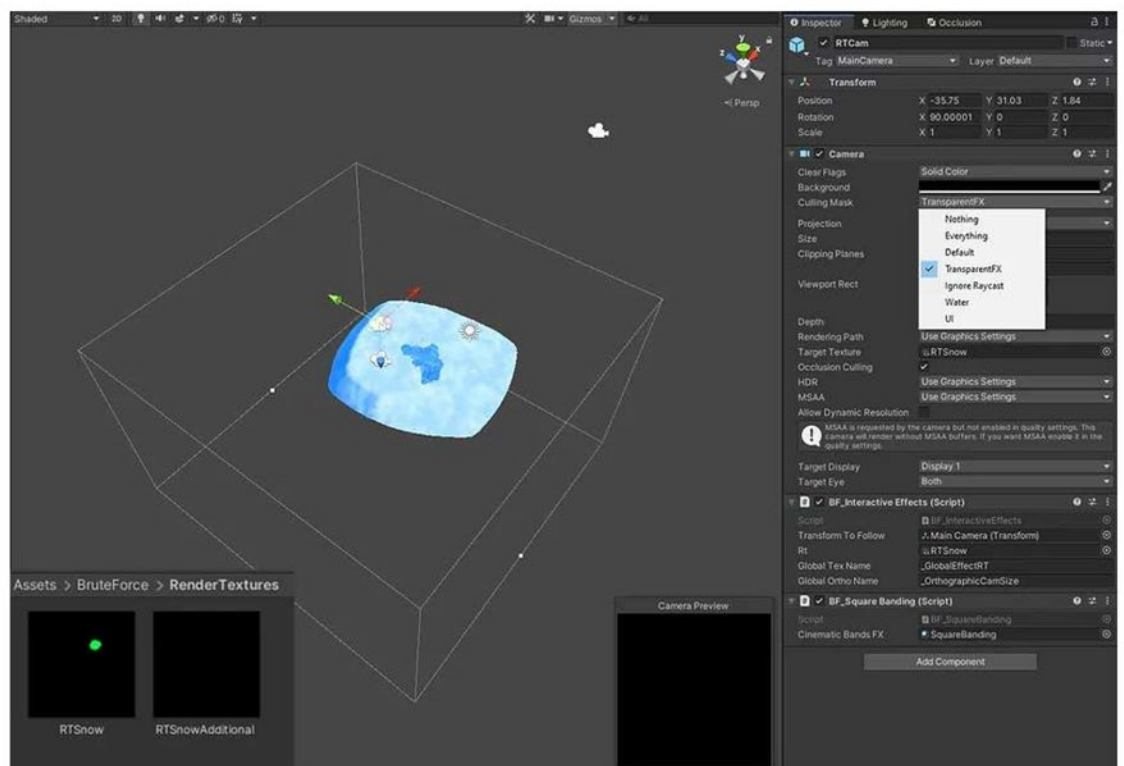 Shaded 2D 0 Gizmos All
y
x
z
Persp
Inspector Lighting Occlusion
RTCam Static
Tag MainCamera Layer Default
Transform
Position X -35.75 Y 31.03 Z 1.84
Rotation X 90.00001 Y 0 Z 0
Scale X 1 Y 1 Z 1
Camera
Clear Flags Solid Color
Background
Culling Mask TransparentFX
Nothing
Projection
Everything
Size
Default
Clipping Planes
TransparentFX
Viewport Rect
Ignore Raycast
Water
UI
Depth
Rendering Path Use Graphics Settings
Target Texture RTSnow
Occlusion Culling
HDR Use Graphics Settings
MSAA Use Graphics Settings
Allow Dynamic Resolution
MSAA is requested by the camera but not enabled in quality settings. This
camera will render without MSAA buffers. If you want MSAA enable it in the
quality settings.
Target Display Display 1
Target Eye Both
BF_Interactive Effects (Script)
Script BF_InteractiveEffects
Transform To Follow Main Camera (Transform)
Rt RTSnow
Global Tex Name _GlobalEffectRT
Global Ortho Name _OrthographicCamSize
BF_Square Banding (Script)
Script BF_SquareBanding
Cinematic Bands FX SquareBanding
Add Component
Assets > BruteForce > RenderTextures
RTSnow RTSnowAdditional
Camera Preview